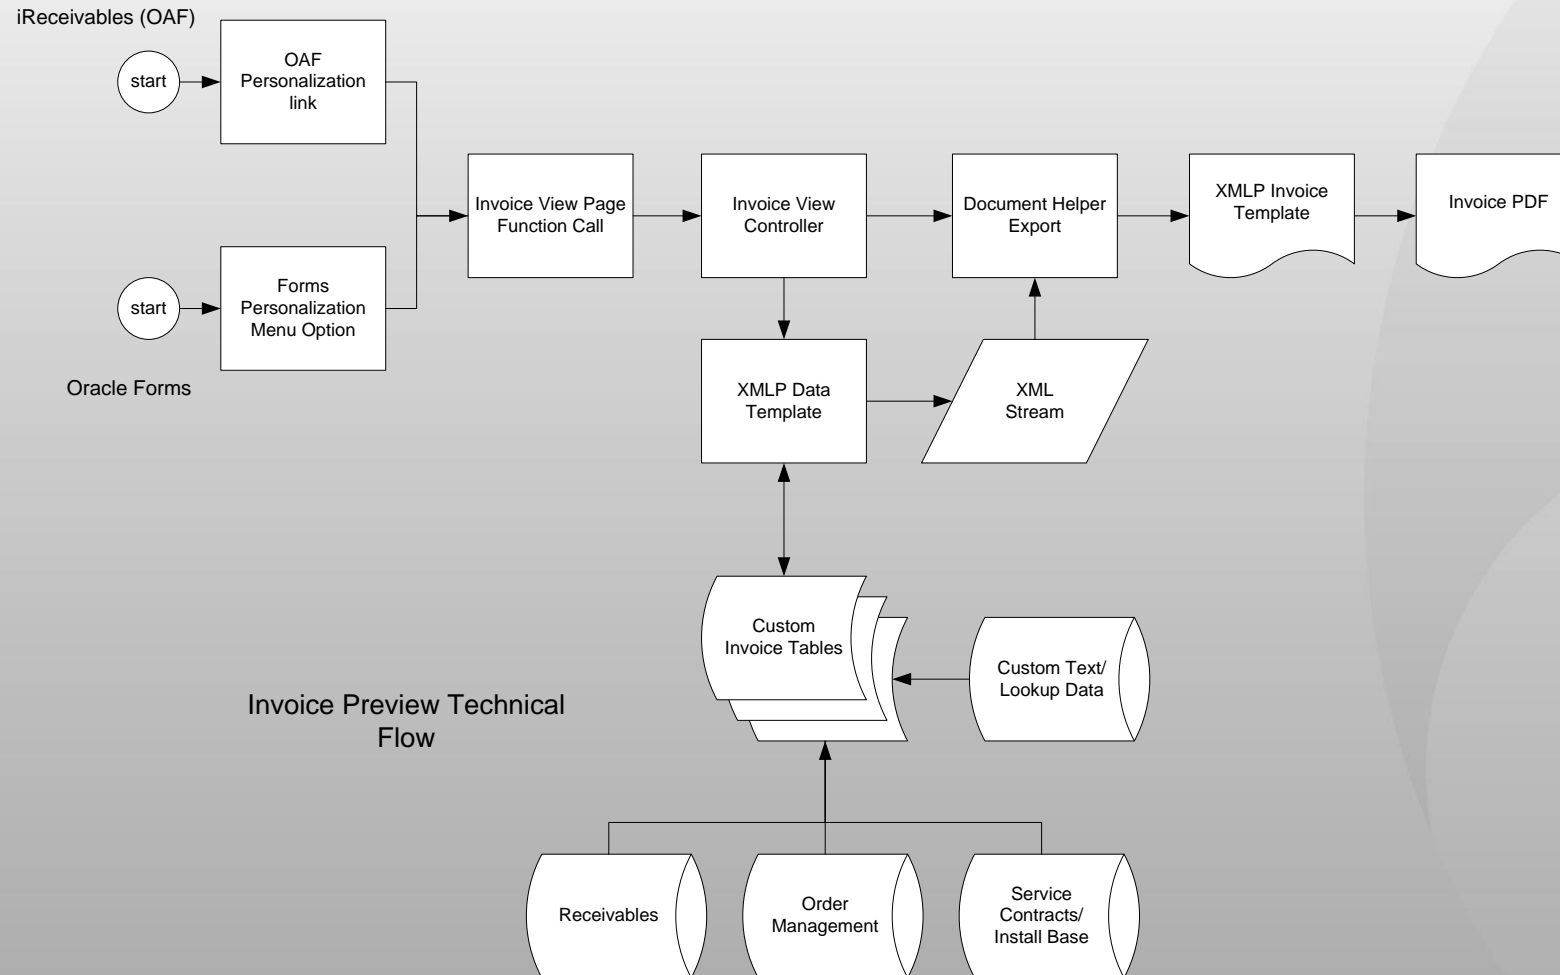 iReceivables (OAF)
start
OAF
Personalization
link
start
Forms
Personalization
Menu Option
Oracle Forms
Invoice View Page
Function Call
Invoice View
Controller
Document Helper
Export
XMLP Invoice
Template
Invoice PDF
XMLP Data
Template
XML
Stream
Custom
Invoice Tables
Custom Text/
Lookup Data
Invoice Preview Technical
Flow
Receivables
Order
Management
Service
Contracts/
Install Base